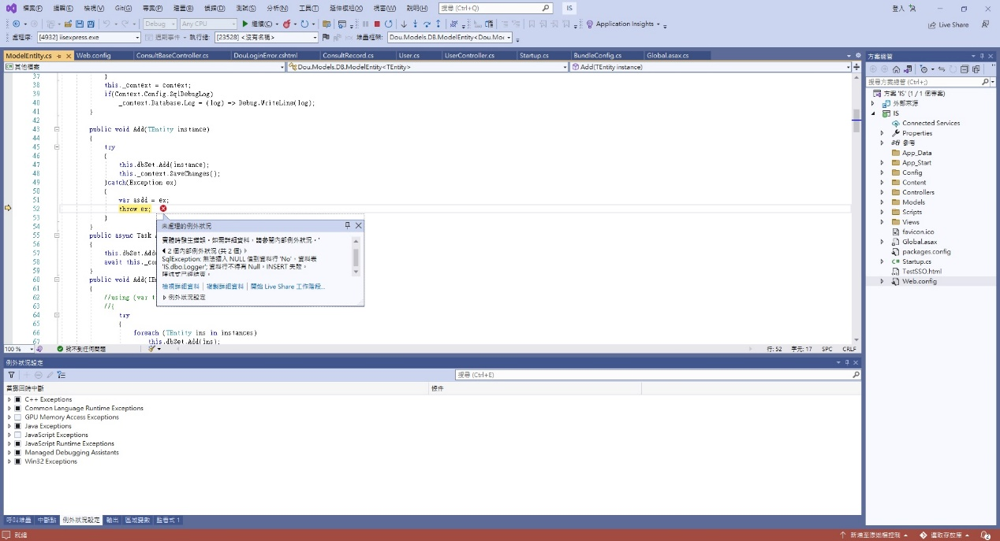 檔案(F) 編輯(E) 檢視(V) Git(G) 專案(P) 建置(B) 偵錯(D) 測試(S) 分析(N) 工具(T) 延伸模組(X) 視窗(W) 說明(H) 搜尋 (Ctrl+Q) IS 登入
Debug Any CPU 繼續(C) Application Insights Live Share
處理序: [4932] iisexpress.exe 週期事件 執行緒: [23528] <沒有名稱> 堆疊框架: Dou.Models.DB.ModelEntity<Dou.Moc
ModelEntity.cs Web.config ConsultBaseController.cs DouLoginError.cshtml ConsultRecord.cs User.cs UserController.cs Startup.cs BundleConfig.cs Global.asax.cs
其他檔案 Dou.Models.DB.ModelEntity<TEntity> Add(TEntity instance)
37 }
38 this._context = context;
39 if(Context.Config.SqlDebugLog)
40 _context.Database.Log = (log) => Debug.WriteLine(log);
41 }
42
43 public void Add(TEntity instance)
44 {
45 try
46 {
47 this.dbSet.Add(instance);
48 this._context.SaveChanges();
49 }catch(Exception ex)
50 {
51 var asdd = ex;
52 throw ex;
53 }
54 }
55 public async Task
56 {
57 this.dbSet.Add
58 await this._co
59 }
60 public void Add(IE
61 {
62 //using (var t
63 //{
64 try
65 {
66 foreach (TEntity ins in instances)
67 this.dbSet.Add(ins);
未處理的例外狀況
實體時發生錯誤。如需詳細資料，請參閱內部例外狀況。'
2 個內部例外狀況 (共 2 個)
SqlException: 無法插入 NULL 值到資料行 'No'，資料表
'IS.dbo.Logger'; 資料行不得有 Null。INSERT 失敗。
陳述式已經結束。
檢視詳細資料 | 複製詳細資料 | 開始 Live Share 工作階段...
例外狀況設定
100 % 找不到任何問題 行: 52 字元: 17 SPC CRLF
例外狀況設定
搜尋 (Ctrl+E)
擲回時中斷 條件
C++ Exceptions
Common Language Runtime Exceptions
GPU Memory Access Exceptions
Java Exceptions
JavaScript Exceptions
JavaScript Runtime Exceptions
Managed Debugging Assistants
Win32 Exceptions
呼叫堆疊 中斷點 例外狀況設定 輸出 區域變數 監看式 1
就緒 新增至原始檔控制 選取存放庫 2
方案總管
搜尋方案總管 (Ctrl+;)
方案 'IS' (1 / 1 個專案)
外部來源
IS
Connected Services
Properties
參考
App_Data
App_Start
Config
Content
Controllers
Models
Scripts
Views
favicon.ico
Global.asax
packages.config
Startup.cs
TestSSO.html
Web.config